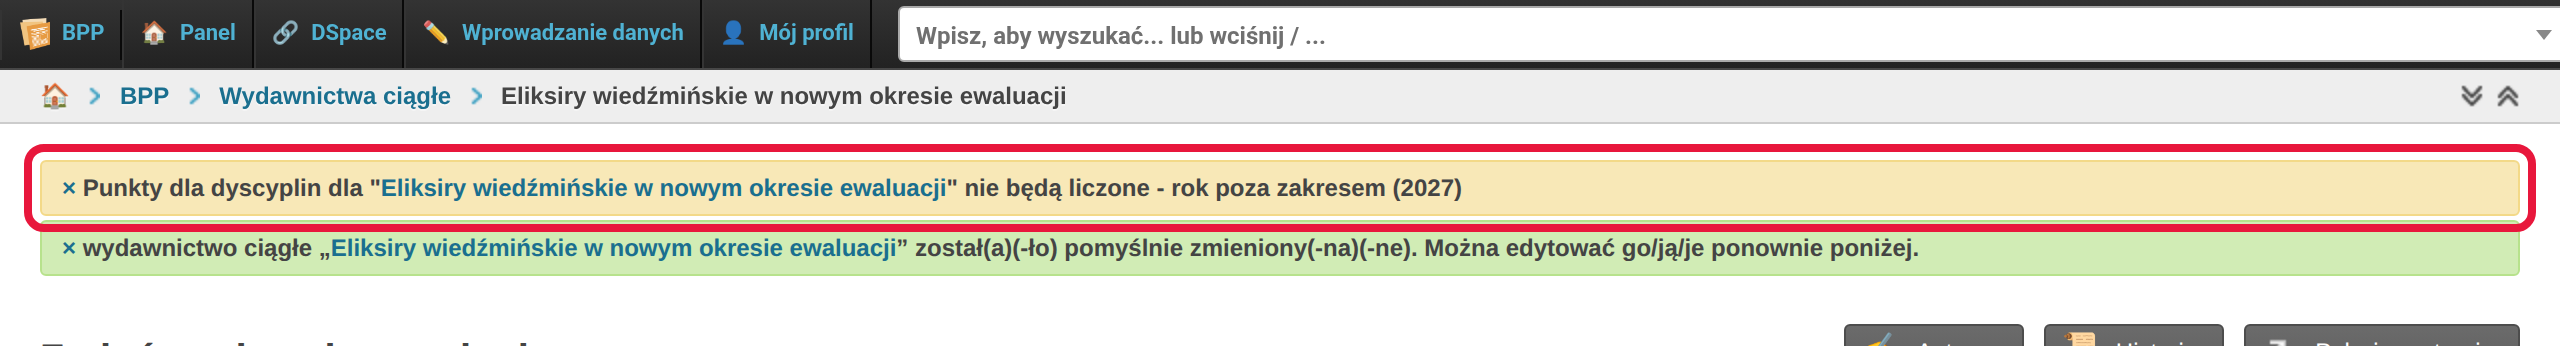 BPP Panel DSpace Wprowadzanie danych Mój profil Wpisz, aby wyszukać... lub wciśnij / ...
BPP Wydawnictwa ciągłe Eliksiry wiedźmińskie w nowym okresie ewaluacji
× Punkty dla dyscyplin dla "Eliksiry wiedźmińskie w nowym okresie ewaluacji" nie będą liczone - rok poza zakresem (2027)
× wydawnictwo ciągłe „Eliksiry wiedźmińskie w nowym okresie ewaluacji” został(a)(-ło) pomyślnie zmieniony(-na)(-ne). Można edytować go/ją/je ponownie poniżej.